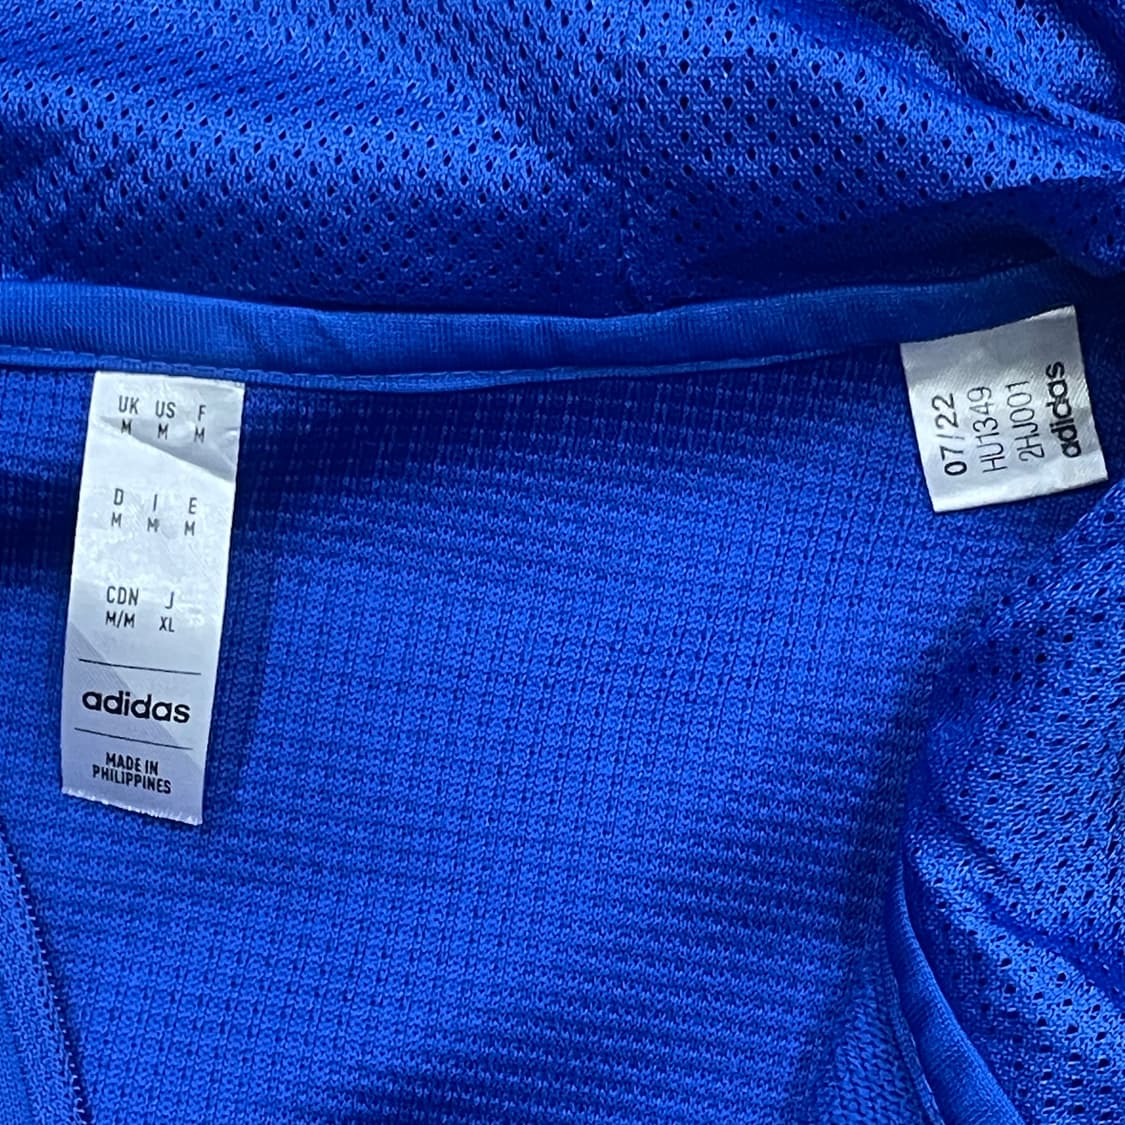 UK US F
M M M
D I E
M M M
CDN J
M/M XL
adidas
MADE IN
PHILIPPINES
07/22
HU1349
2HJ001
adidas